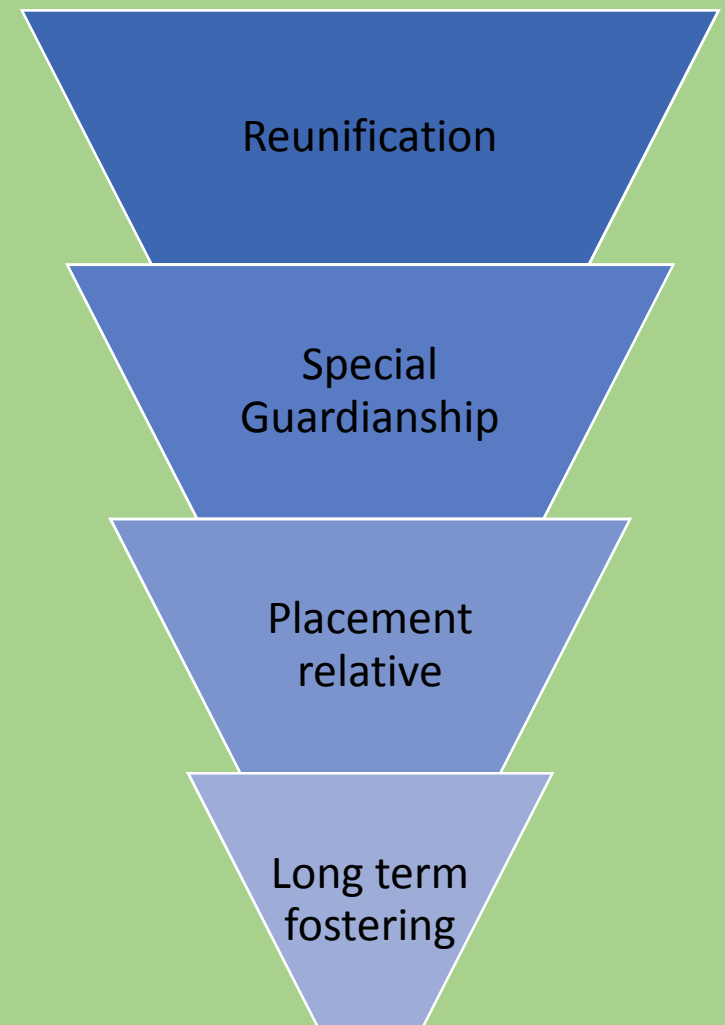 Reunification
Special
Guardianship
Placement
relative
Long term
fostering